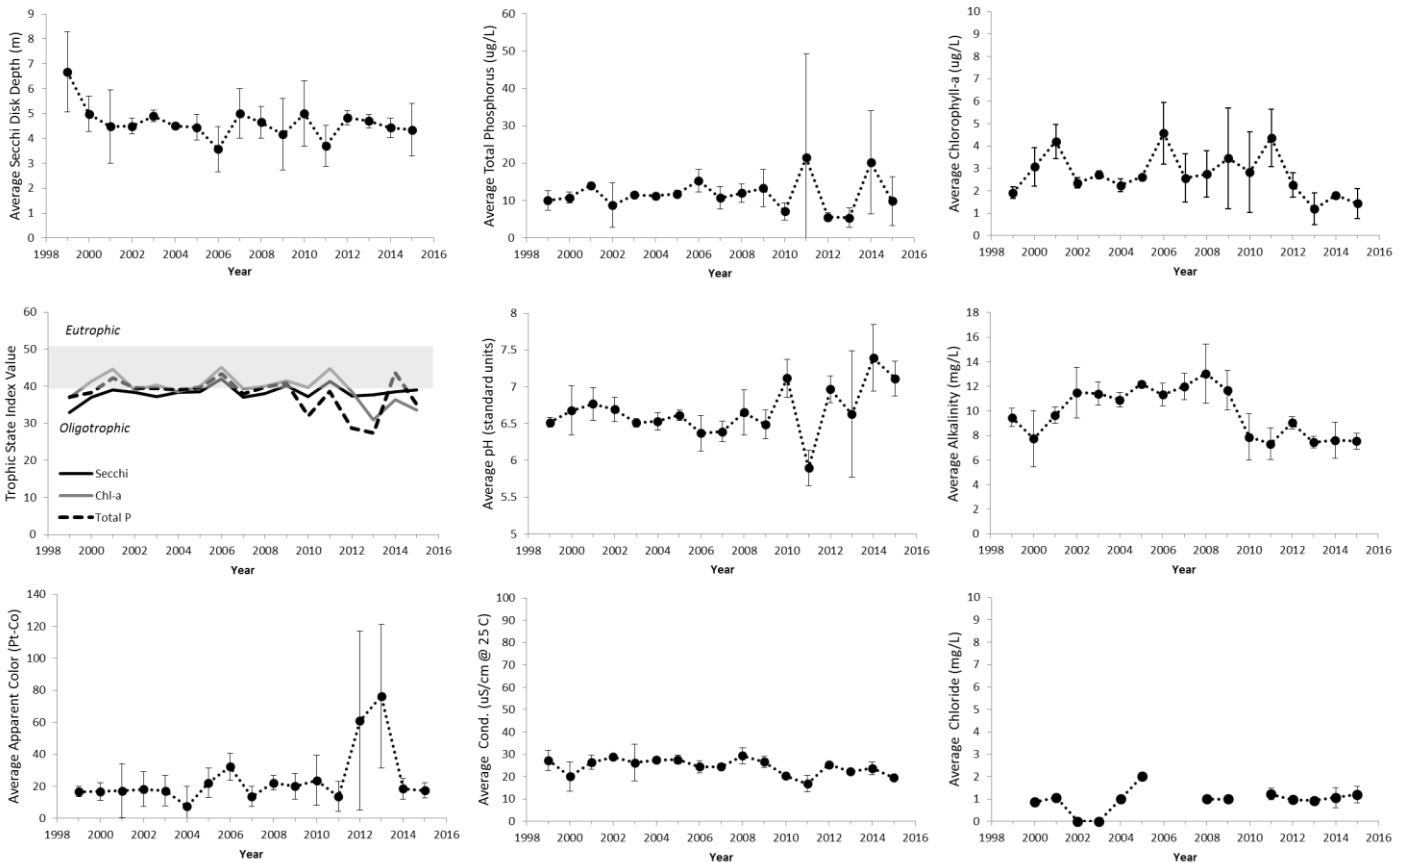 Average Secchi Disk Depth (m)
9
8
7
6
5
4
3
2
1
0
1998 2000 2002 2004 2006 2008 2010 2012 2014 2016
Year
Average Total Phosphorus (ug/L)
60
50
40
30
20
10
0
1998 2000 2002 2004 2006 2008 2010 2012 2014 2016
Year
Average Chlorophyll-a (ug/L)
10
9
8
7
6
5
4
3
2
1
0
1998 2000 2002 2004 2006 2008 2010 2012 2014 2016
Year
Trophic State Index Value
60
50
40
30
20
10
0
Eutrophic
Oligotrophic
Secchi
Chl-a
Total P
1998 2000 2002 2004 2006 2008 2010 2012 2014 2016
Year
Average pH (standard units)
8
7.5
7
6.5
6
5.5
5
1998 2000 2002 2004 2006 2008 2010 2012 2014 2016
Year
Average Alkalinity (mg/L)
18
16
14
12
10
8
6
4
2
0
1998 2000 2002 2004 2006 2008 2010 2012 2014 2016
Year
Average Apparent Color (Pt-Co)
140
120
100
80
60
40
20
0
1998 2000 2002 2004 2006 2008 2010 2012 2014 2016
Year
Average Cond. (uS/cm @ 25 C)
100
90
80
70
60
50
40
30
20
10
0
1998 2000 2002 2004 2006 2008 2010 2012 2014 2016
Year
Average Chloride (mg/L)
10
9
8
7
6
5
4
3
2
1
0
1998 2000 2002 2004 2006 2008 2010 2012 2014 2016
Year